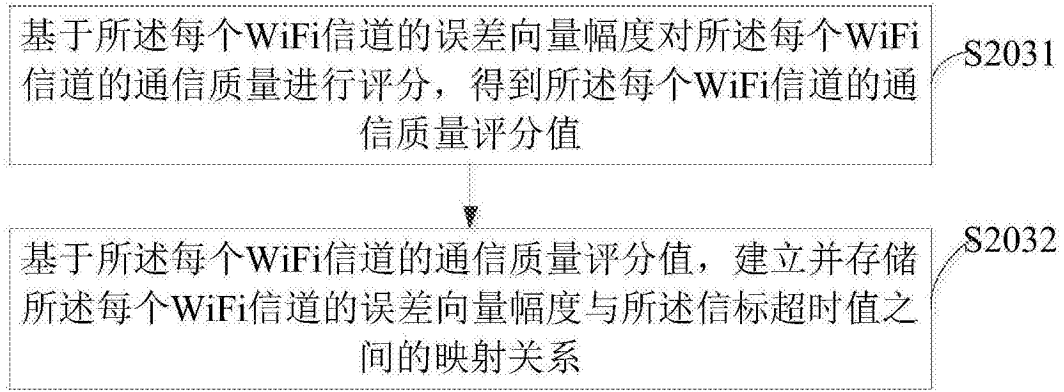 基于所述每个WiFi信道的误差向量幅度对所述每个WiFi
信道的通信质量进行评分，得到所述每个WiFi信道的通
信质量评分值
S2031
基于所述每个WiFi信道的通信质量评分值，建立并存储
所述每个WiFi信道的误差向量幅度与所述信标超时值之
间的映射关系
S2032